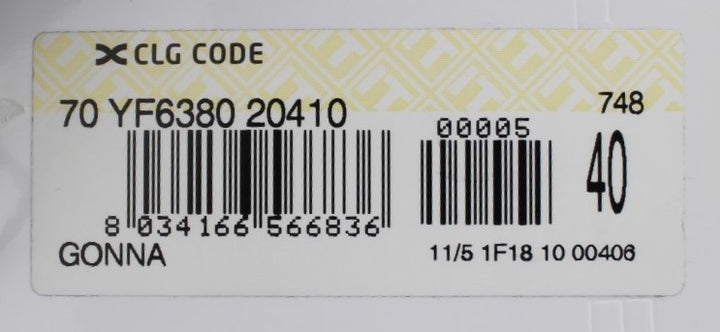 CLG CODE
70 YF6380 20410
748
00005
40
8 034166 566836
GONNA
11/5 1F18 10 00406